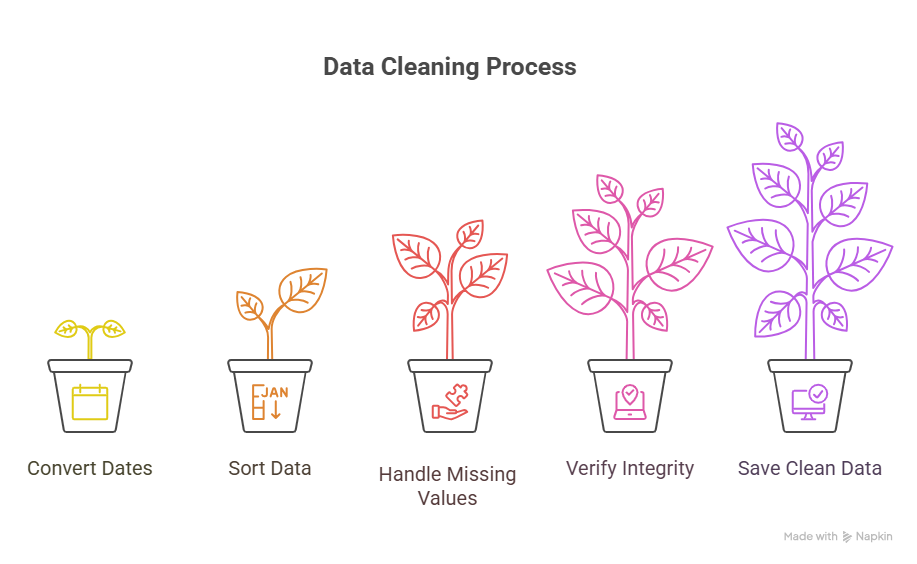 Data Cleaning Process
JAN
Convert Dates
Sort Data
Handle Missing
Values
Verify Integrity
Save Clean Data
Made with Napkin